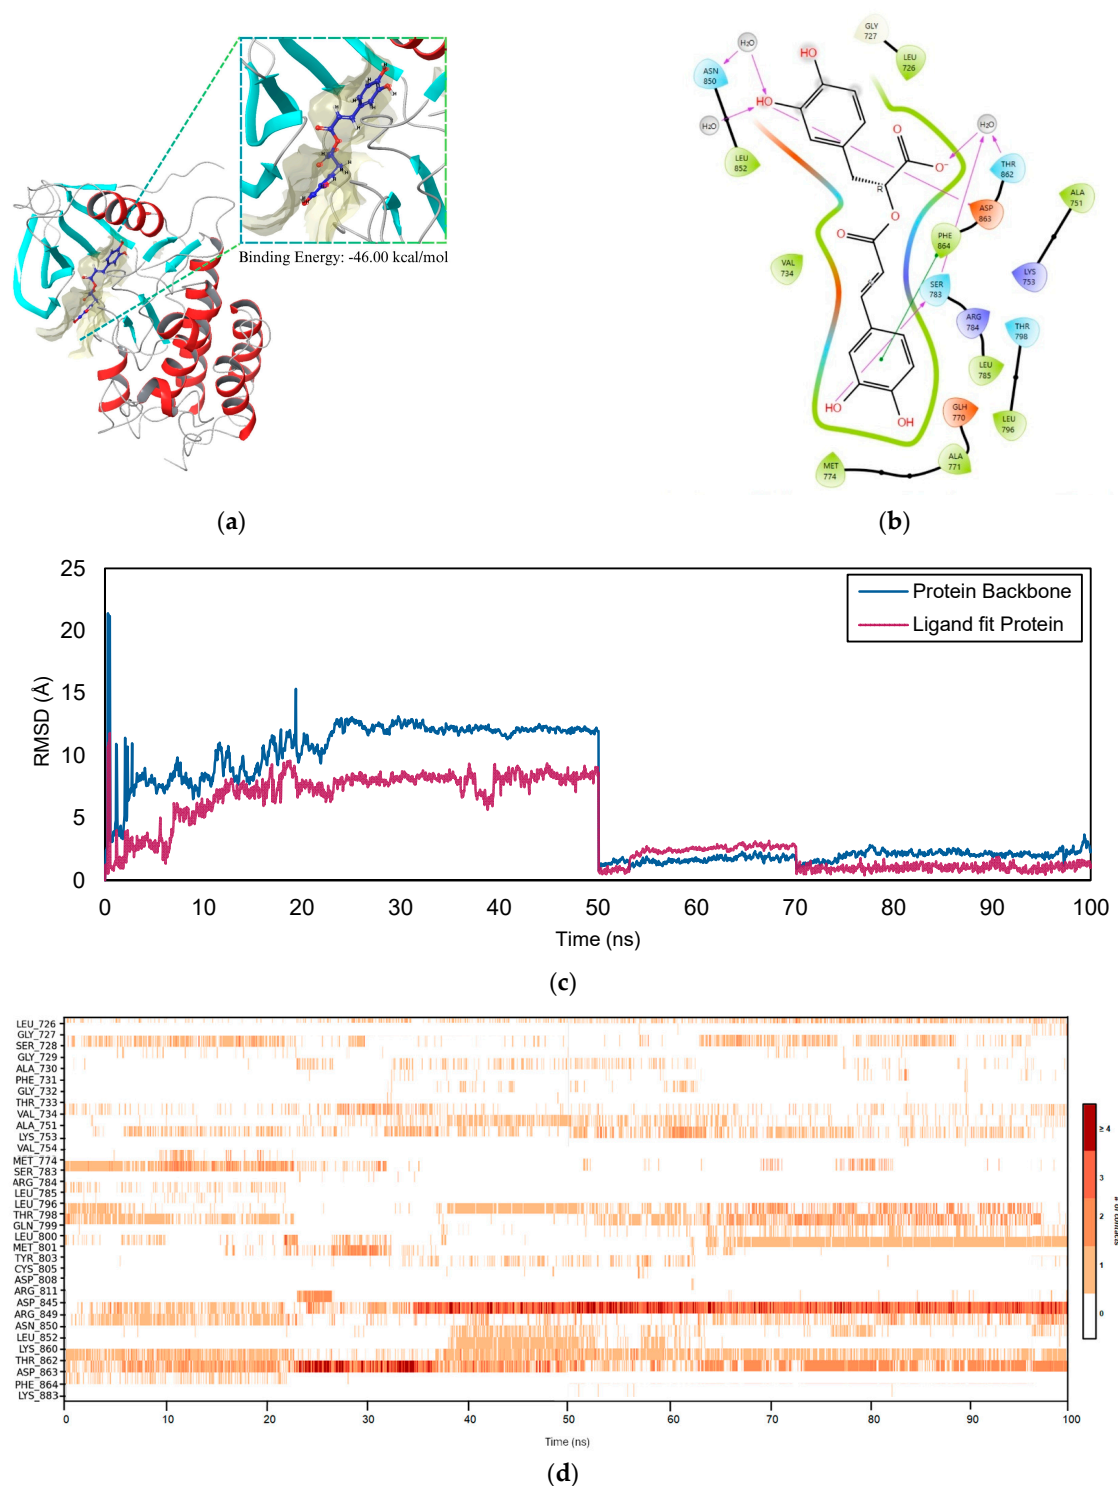 Binding Energy: -46.00 kcal/mol
(a)
GLY
727
LEU
726
H₂O
ASN
850
HO
HO
H₂O
H₂O
LEU
852
O
O⁻
THR
862
R
ASP
863
ALA
751
O
O
PHE
864
VAL
734
LYS
753
SER
783
ARG
784
THR
798
LEU
785
HO
OH
GLH
770
LEU
796
ALA
771
MET
774
(b)
25
20
15
10
5
0
RMSD (Å)
Protein Backbone
Ligand fit Protein
0 10 20 30 40 50 60 70 80 90 100
Time (ns)
(c)
LEU_726
GLY_727
SER_728
GLY_729
ALA_730
PHE_731
GLY_732
THR_733
VAL_734
ALA_751
LYS_753
VAL_754
MET_774
SER_783
ARG_784
LEU_785
LEU_796
THR_798
GLN_799
LEU_800
MET_801
TYR_803
CYS_805
ASP_808
ARG_811
ASP_845
ARG_849
ASN_850
LEU_852
LYS_860
THR_862
ASP_863
PHE_864
LYS_883
0 10 20 30 40 50 60 70 80 90 100
Time (ns)
≥ 4
3
2
1
0
(d)